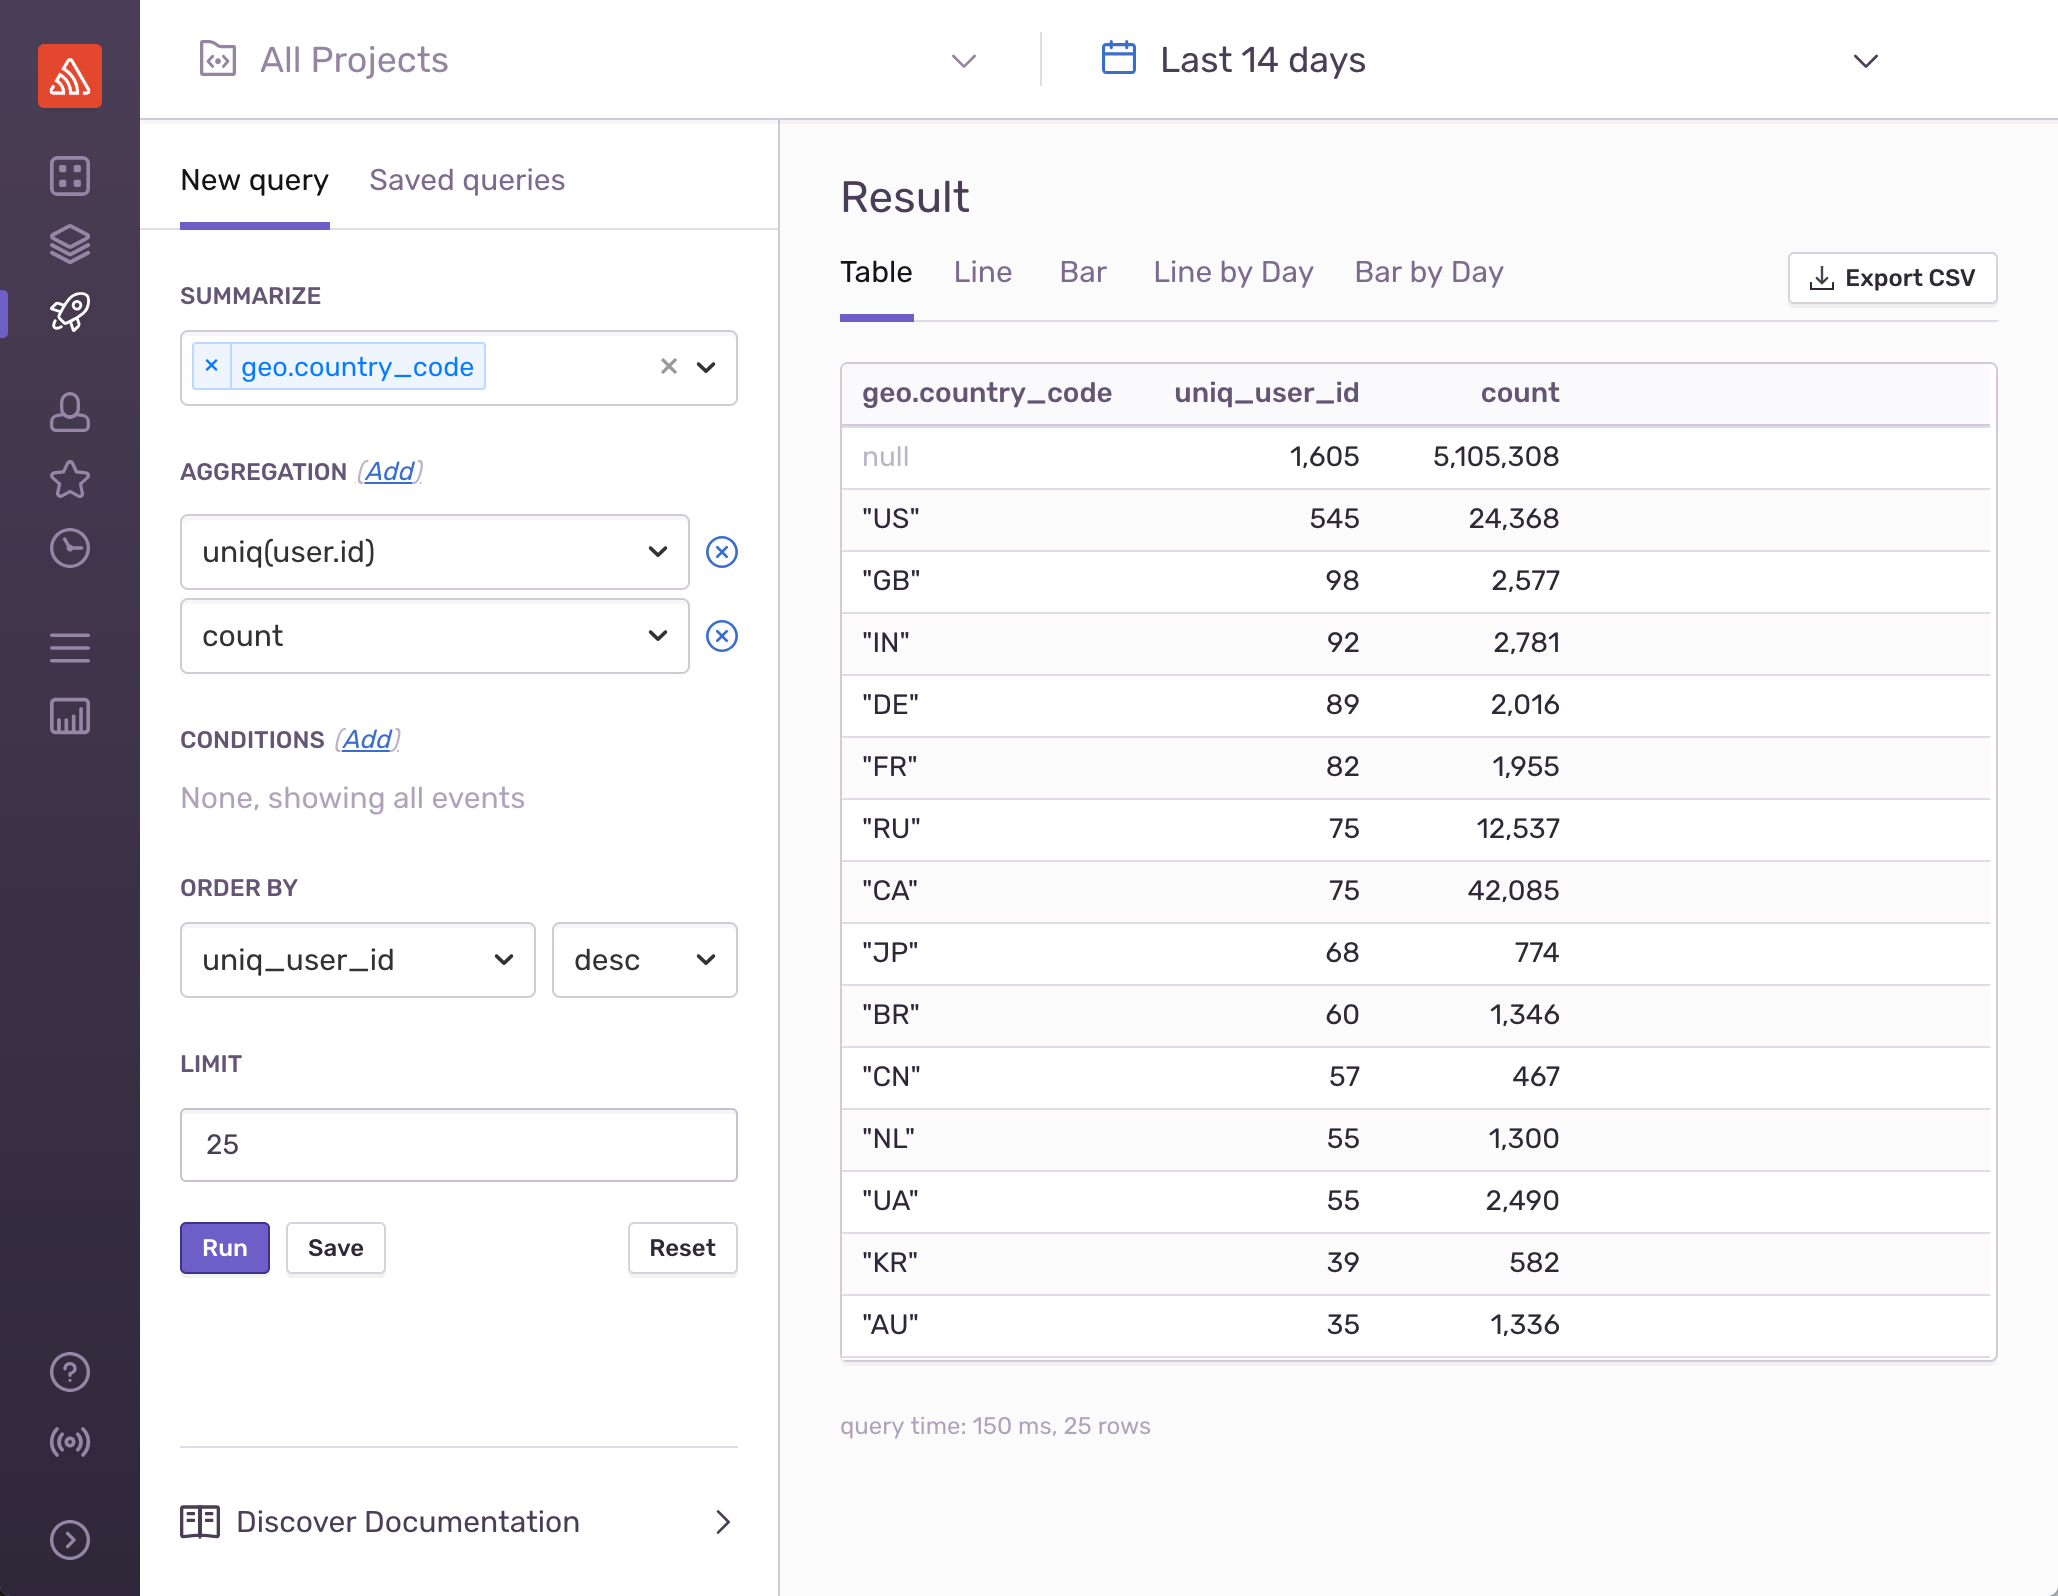 All Projects
Last 14 days
New query
Saved queries
SUMMARIZE
× geo.country_code
AGGREGATION (Add)
uniq(user.id)
count
CONDITIONS (Add)
None, showing all events
ORDER BY
uniq_user_id
desc
LIMIT
25
Run
Save
Reset
Discover Documentation
Result
Table Line Bar Line by Day Bar by Day
Export CSV
geo.country_code uniq_user_id count
null 1,605 5,105,308
"US" 545 24,368
"GB" 98 2,577
"IN" 92 2,781
"DE" 89 2,016
"FR" 82 1,955
"RU" 75 12,537
"CA" 75 42,085
"JP" 68 774
"BR" 60 1,346
"CN" 57 467
"NL" 55 1,300
"UA" 55 2,490
"KR" 39 582
"AU" 35 1,336
query time: 150 ms, 25 rows